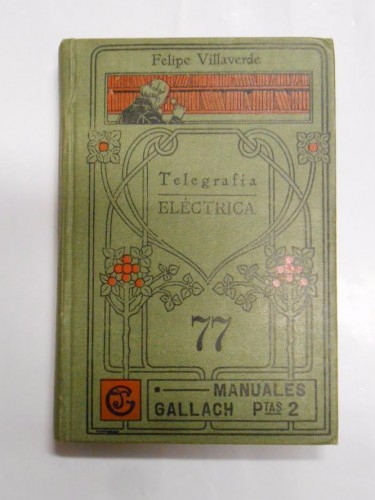 Felipe Villaverde
Telegrafía
ELÉCTRICA
77
MANUALES
GALLACH PTAS 2